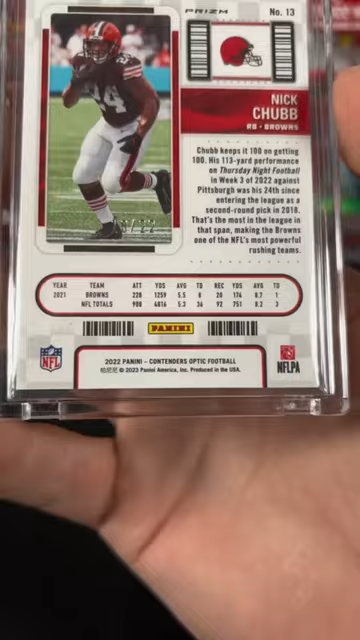 PRIZM No. 13
NICK
CHUBB
RB • BROWNS
Chubb keeps it 100 on getting
100. His 113-yard performance
on Thursday Night Football
in Week 3 of 2022 against
Pittsburgh was his 24th since
entering the league as a
second-round pick in 2018.
That's the most in the league in
that span, making the Browns
one of the NFL's most powerful
rushing teams.
YEAR TEAM ATT YDS AVG TD REC YDS AVG TD
2021 BROWNS 228 1259 5.5 8 20 174 8.7 1
NFL TOTALS 908 4816 5.3 36 92 751 8.2 3
PANINI
NFL
2022 PANINI – CONTENDERS OPTIC FOOTBALL
帕尼尼 © 2023 Panini America, Inc. Produced in the USA.
NFLPA